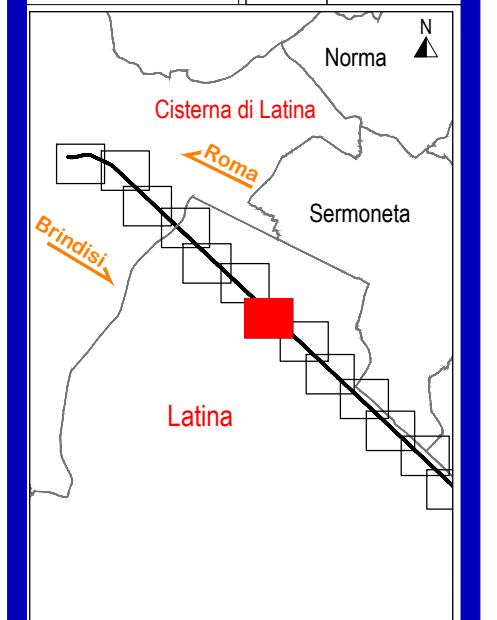 N
Norma
Cisterna di Latina
Roma
Sermoneta
Brindisi
Latina